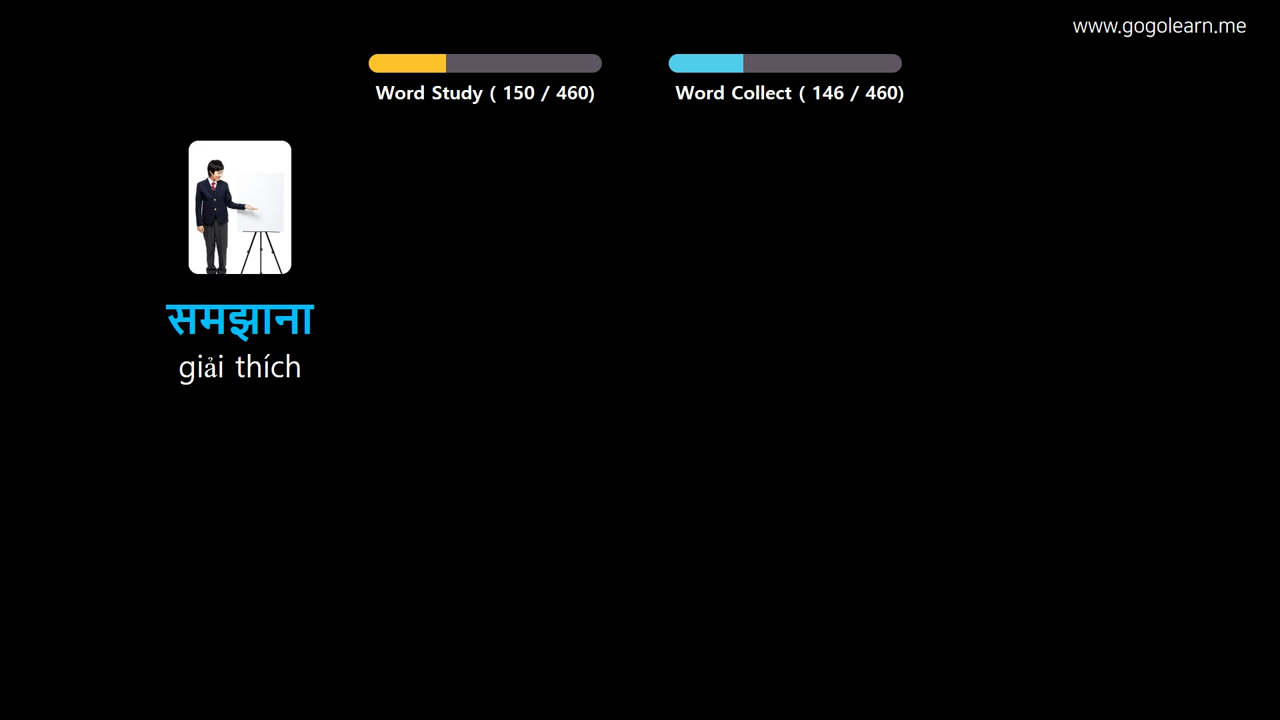 www.gogolearn.me
Word Study ( 150 / 460)
Word Collect ( 146 / 460)
समझाना
giải thích